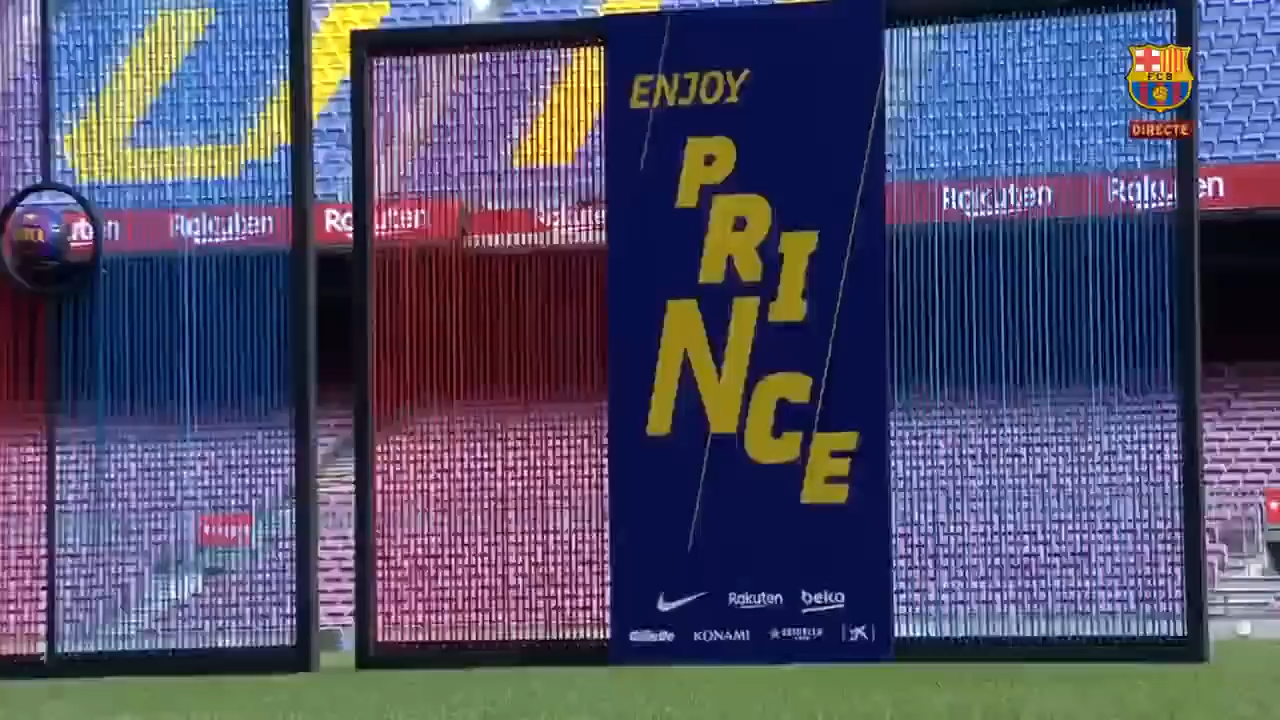 FCB
DIRECTE
ENJOY
PRINCE
Rakuten
Rakuten
Rakuten
Rakuten
Rakuten beko
Gillette KONAMI